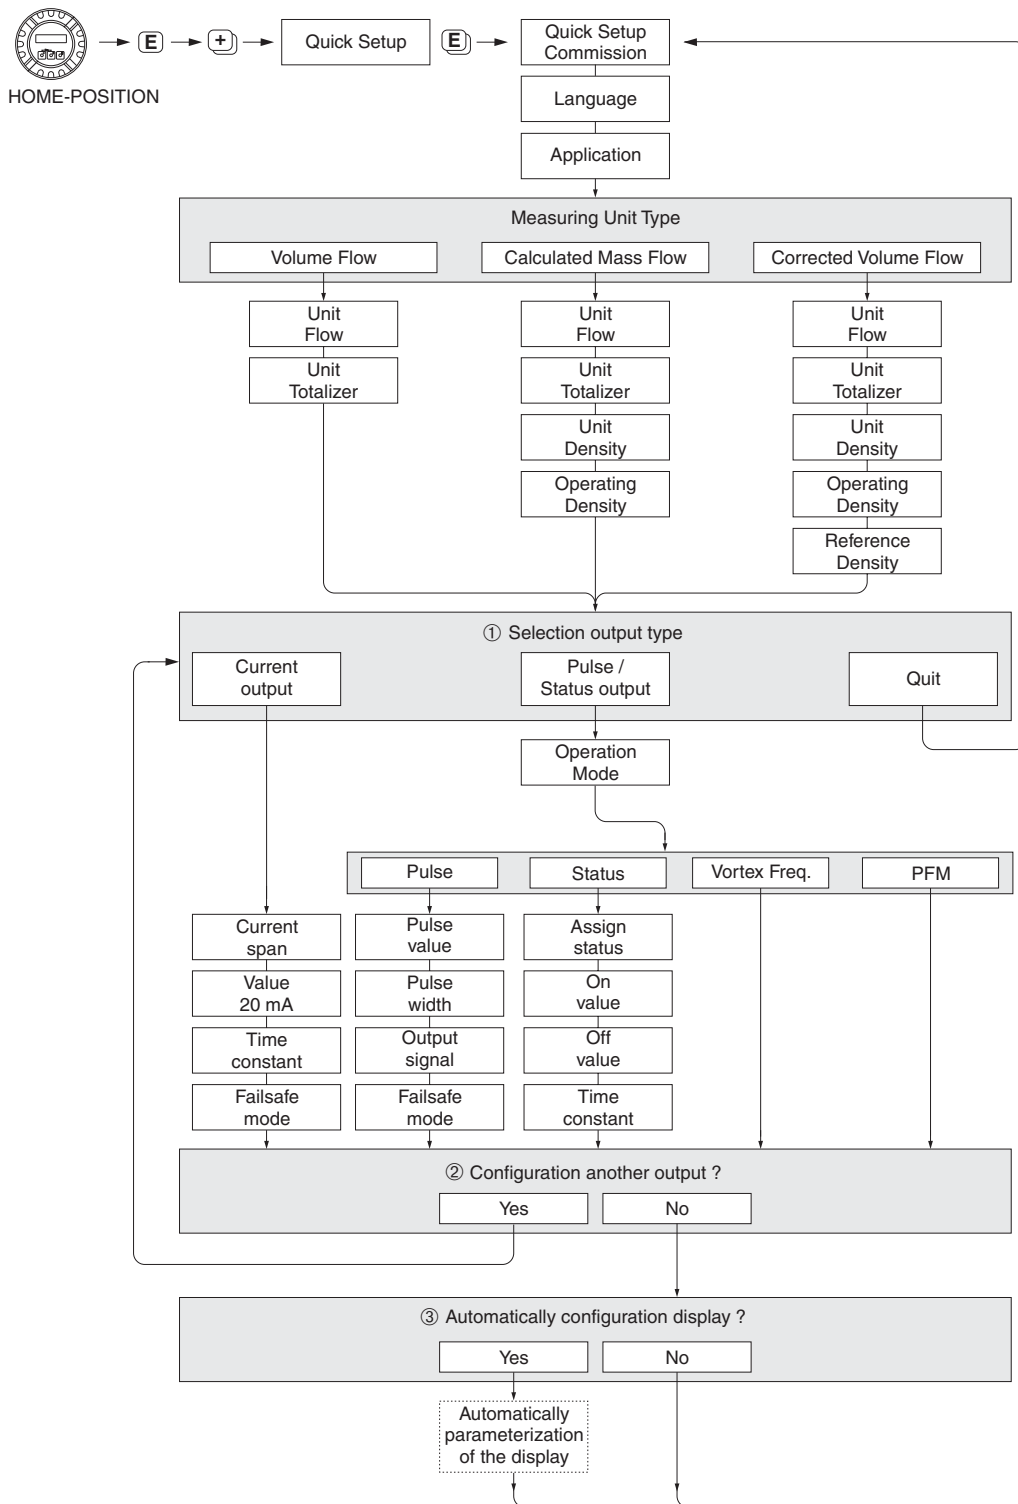 E
+
Quick Setup
E
Quick Setup
Commission
HOME-POSITION
Language
Application
Measuring Unit Type
Volume Flow
Calculated Mass Flow
Corrected Volume Flow
Unit
Flow
Unit
Flow
Unit
Flow
Unit
Totalizer
Unit
Totalizer
Unit
Totalizer
Unit
Density
Unit
Density
Operating
Density
Operating
Density
Reference
Density
① Selection output type
Current
output
Pulse /
Status output
Quit
Operation
Mode
Pulse
Status
Vortex Freq.
PFM
Current
span
Pulse
value
Assign
status
Value
20 mA
Pulse
width
On
value
Time
constant
Output
signal
Off
value
Failsafe
mode
Failsafe
mode
Time
constant
② Configuration another output ?
Yes
No
③ Automatically configuration display ?
Yes
No
Automatically
parameterization
of the display